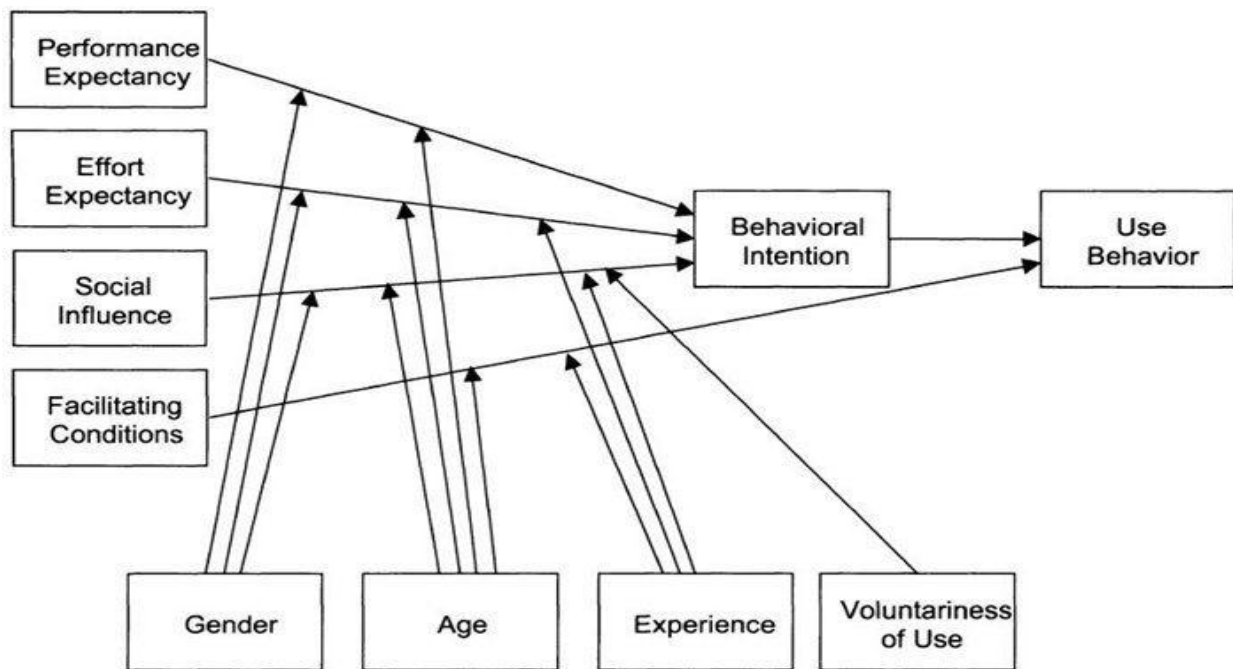 Performance
Expectancy
Effort
Expectancy
Social
Influence
Facilitating
Conditions
Behavioral
Intention
Use
Behavior
Gender
Age
Experience
Voluntariness
of Use